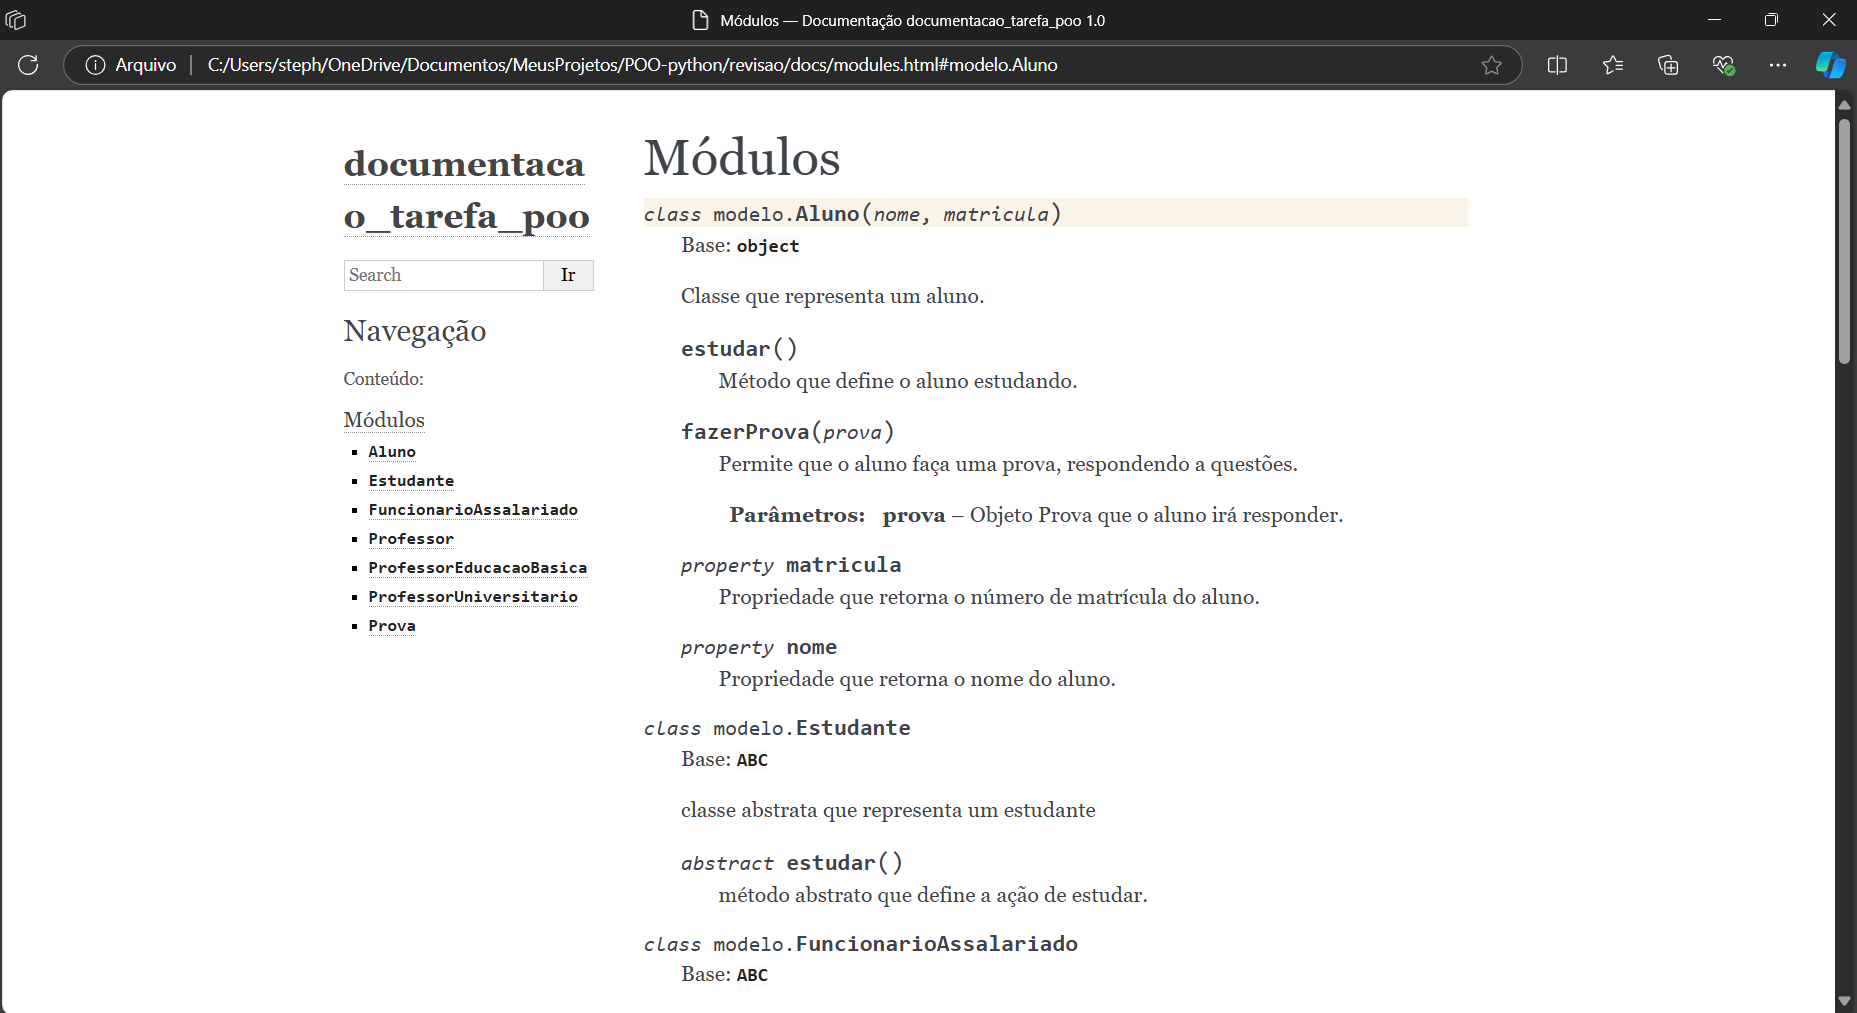 Módulos — Documentação documentacao_tarefa_poo 1.0
Arquivo
C:/Users/steph/OneDrive/Documentos/MeusProjetos/POO-python/revisao/docs/modules.html#modelo.Aluno
documentaca
o_tarefa_poo
Search
Ir
Navegação
Conteúdo:
Módulos
Aluno
Estudante
FuncionarioAssalariado
Professor
ProfessorEducacaoBasica
ProfessorUniversitario
Prova
Módulos
class modelo.Aluno(nome, matricula)
Base: object
Classe que representa um aluno.
estudar()
Método que define o aluno estudando.
fazerProva(prova)
Permite que o aluno faça uma prova, respondendo a questões.
Parâmetros: prova – Objeto Prova que o aluno irá responder.
property matricula
Propriedade que retorna o número de matrícula do aluno.
property nome
Propriedade que retorna o nome do aluno.
class modelo.Estudante
Base: ABC
classe abstrata que representa um estudante
abstract estudar()
método abstrato que define a ação de estudar.
class modelo.FuncionarioAssalariado
Base: ABC